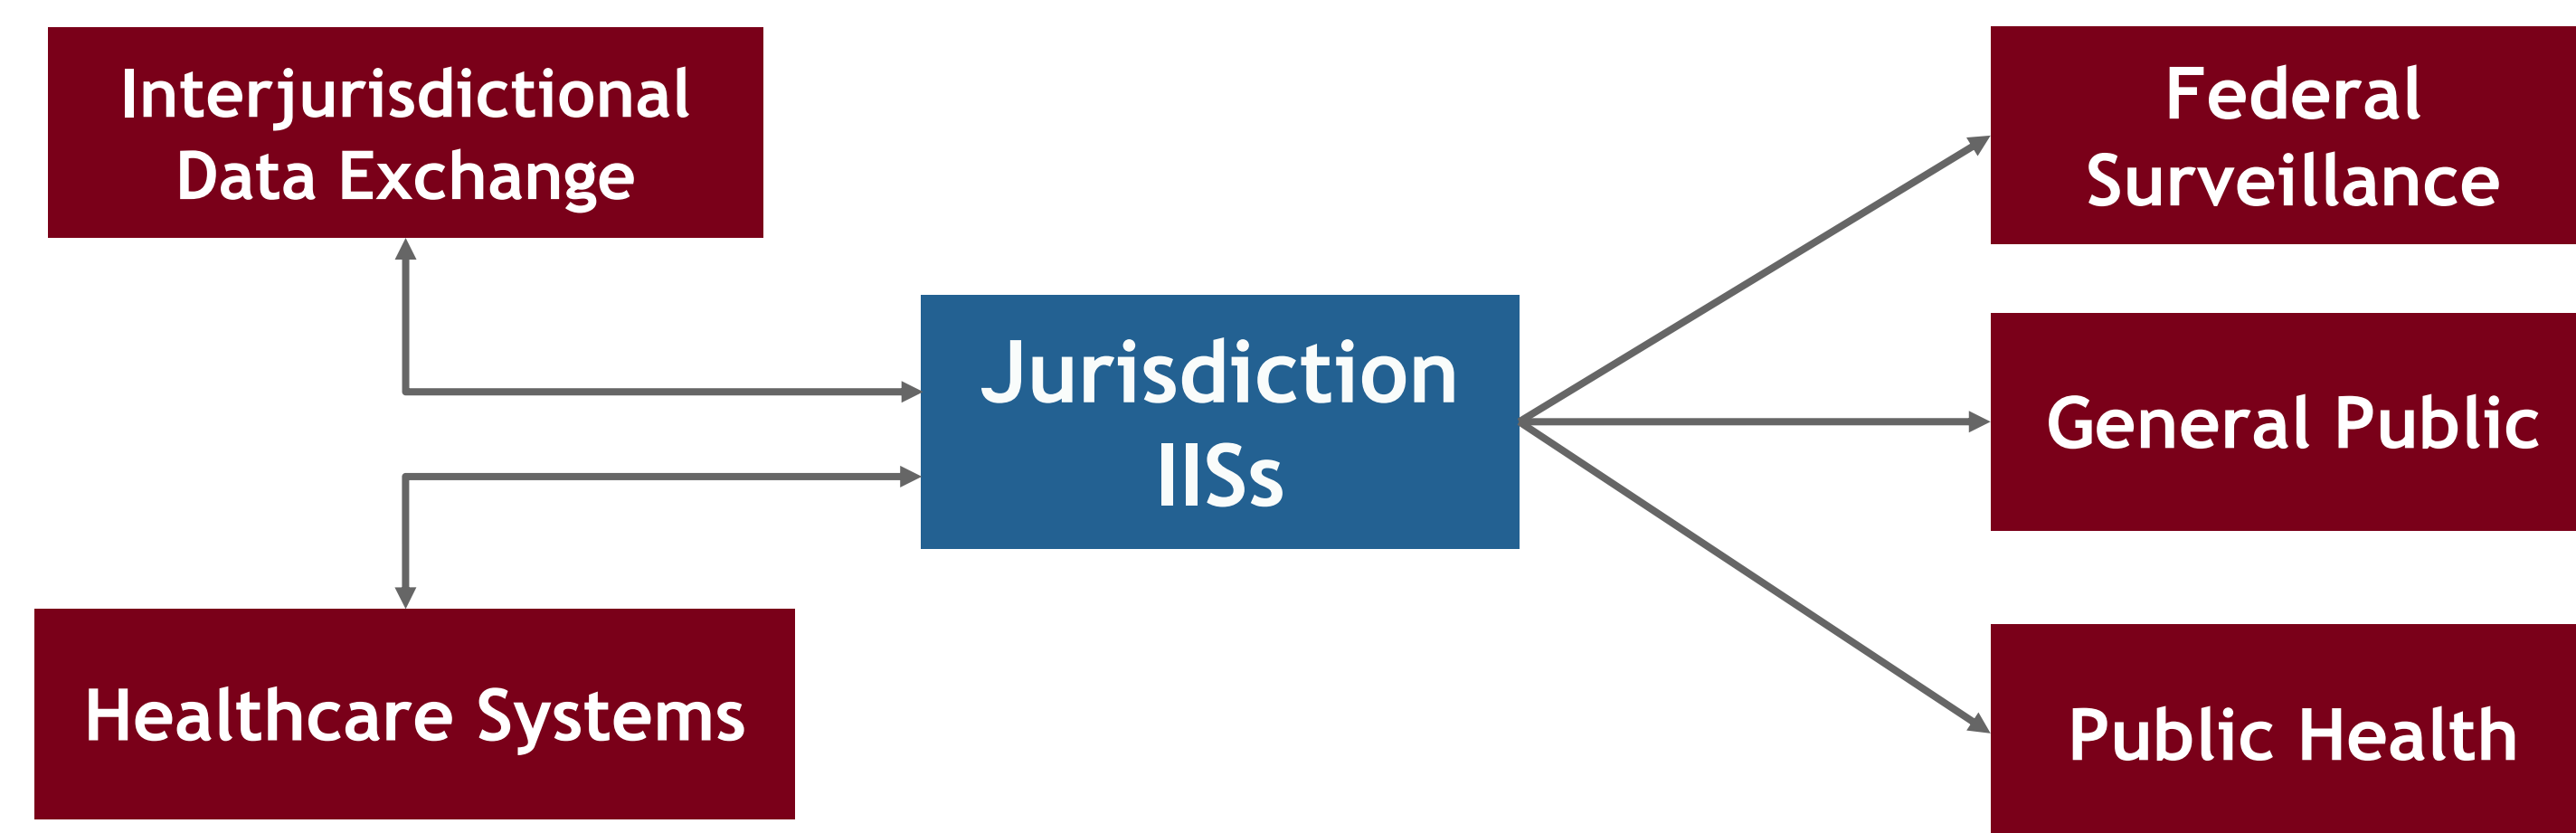 Interjurisdictional
Data Exchange
Federal
Surveillance
Jurisdiction
IISs
General Public
Healthcare Systems
Public Health